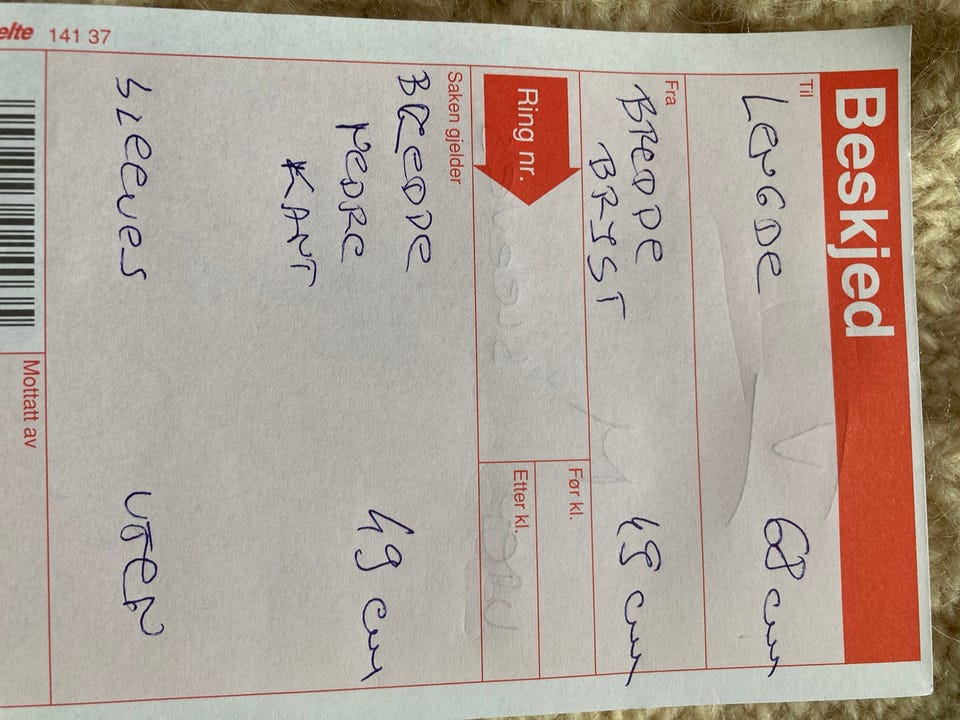 Beskjed
Til
LENGDE 68 cm
Fra
BREDDE
BRYST 48 cm
Ring nr.
Før kl.
Etter kl.
Saken gjelder
BREDDE
NEDRE 49 cm
KANT
SLEEVES UTEN
Mottatt av
elte 141 37